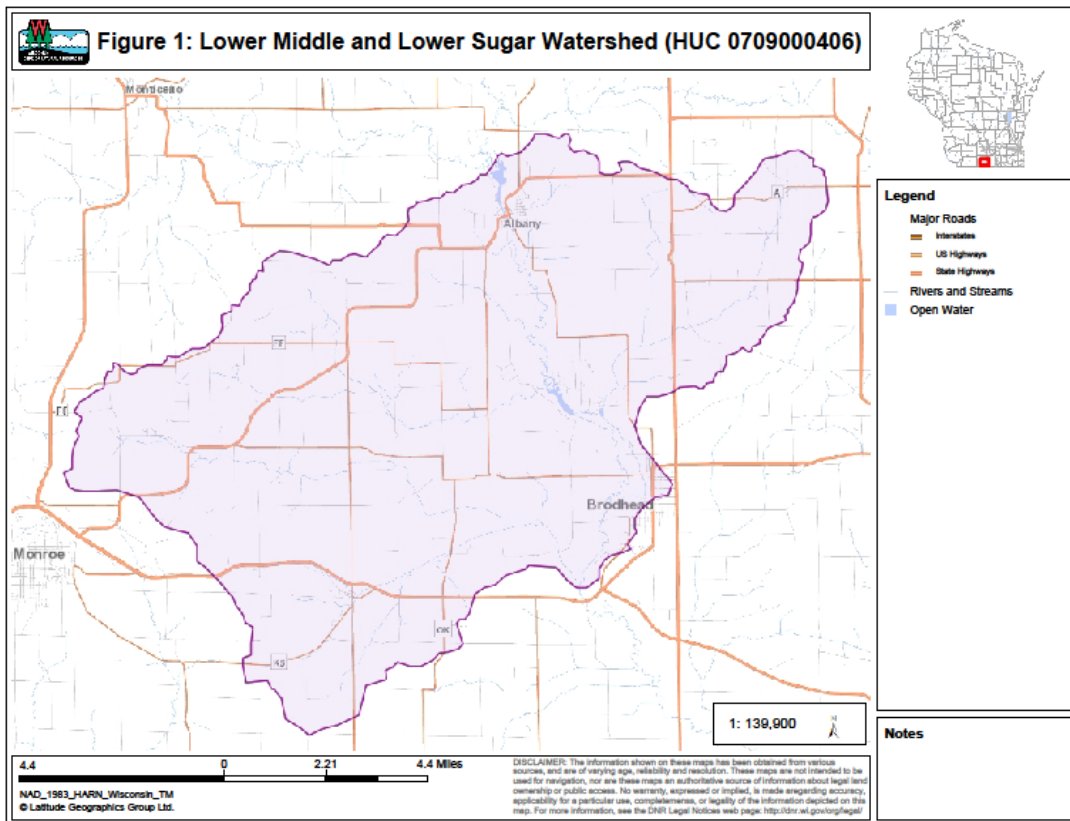 Figure 1: Lower Middle and Lower Sugar Watershed (HUC 0709000406)
Monticello
Albany
A
FF
Brodhead
Monroe
OK
KS
1: 139,900
N
Legend
Major Roads
Interstates
US Highways
State Highways
Rivers and Streams
Open Water
Notes
4.4 0 2.21 4.4 Miles
NAD_1983_HARN_Wisconsin_TM
© Latitude Geographics Group Ltd.
DISCLAIMER: The information shown on these maps has been obtained from various
sources, and are of varying age, reliability and resolution. These maps are not intended to be
used for navigation, nor are these maps an authoritative source of information about legal land
ownership or public access. No warranty, expressed or implied, is made aregarding accuracy,
applicability for a particular use, completemenss, or legality of the information depicted on this
map. For more information, see the DNR Legal Notices web page: http://dnr.wi.gov/org/legal/